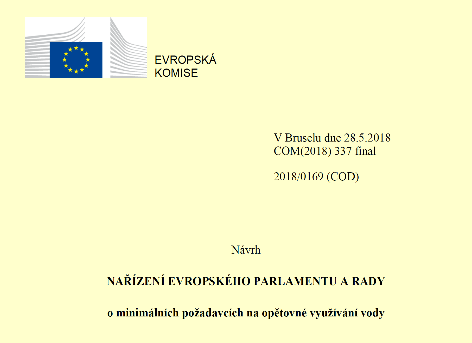 EVROPSKÁ
KOMISE
V Bruselu dne 28.5.2018
COM(2018) 337 final
2018/0169 (COD)
Návrh
NAŘÍZENÍ EVROPSKÉHO PARLAMENTU A RADY
o minimálních požadavcích na opětovné využívání vody